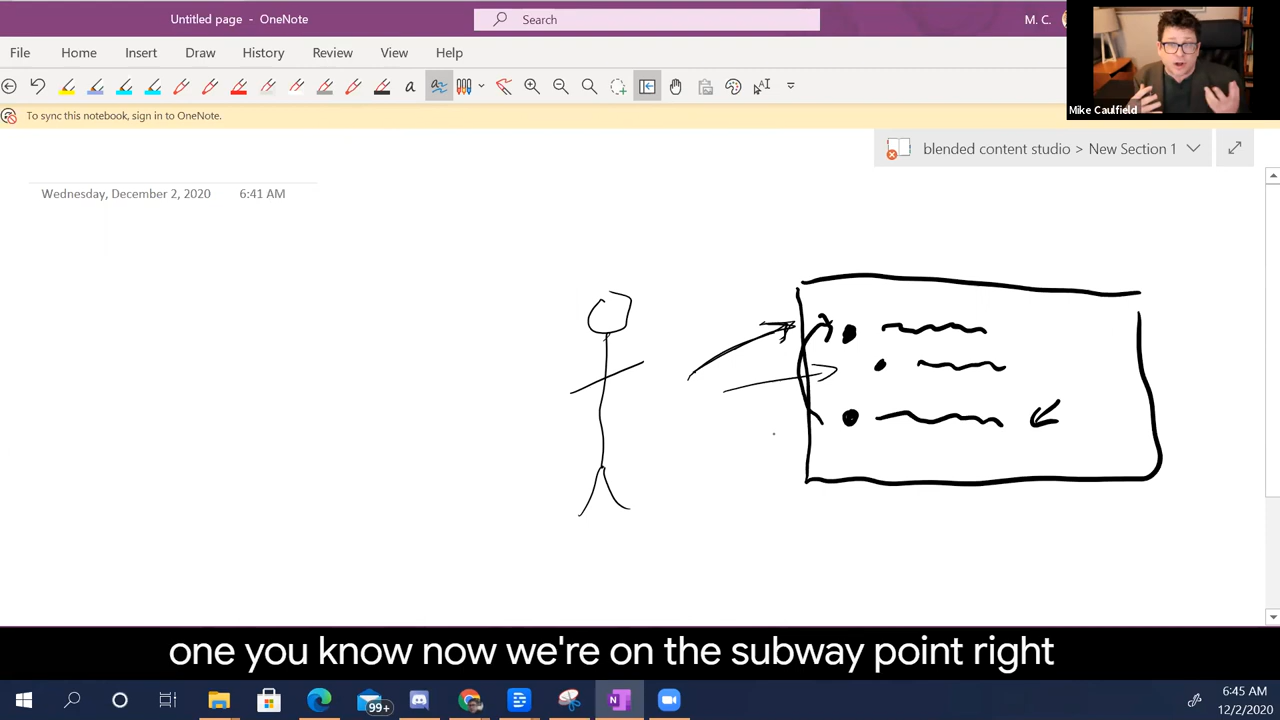 Untitled page - OneNote
Search
M. C.
File Home Insert Draw History Review View Help
a
To sync this notebook, sign in to OneNote.
Mike Caulfield
blended content studio > New Section 1
Wednesday, December 2, 2020 6:41 AM
one you know now we're on the subway point right
99+
N
6:45 AM
12/2/2020